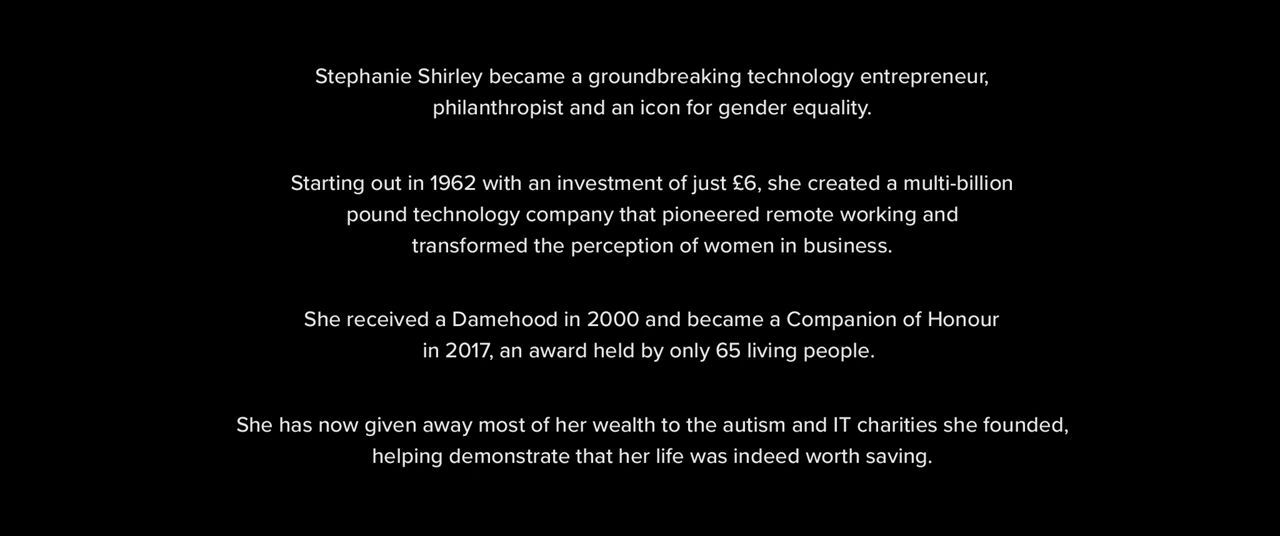 Stephanie Shirley became a groundbreaking technology entrepreneur,
philanthropist and an icon for gender equality.
Starting out in 1962 with an investment of just £6, she created a multi-billion
pound technology company that pioneered remote working and
transformed the perception of women in business.
She received a Damehood in 2000 and became a Companion of Honour
in 2017, an award held by only 65 living people.
She has now given away most of her wealth to the autism and IT charities she founded,
helping demonstrate that her life was indeed worth saving.